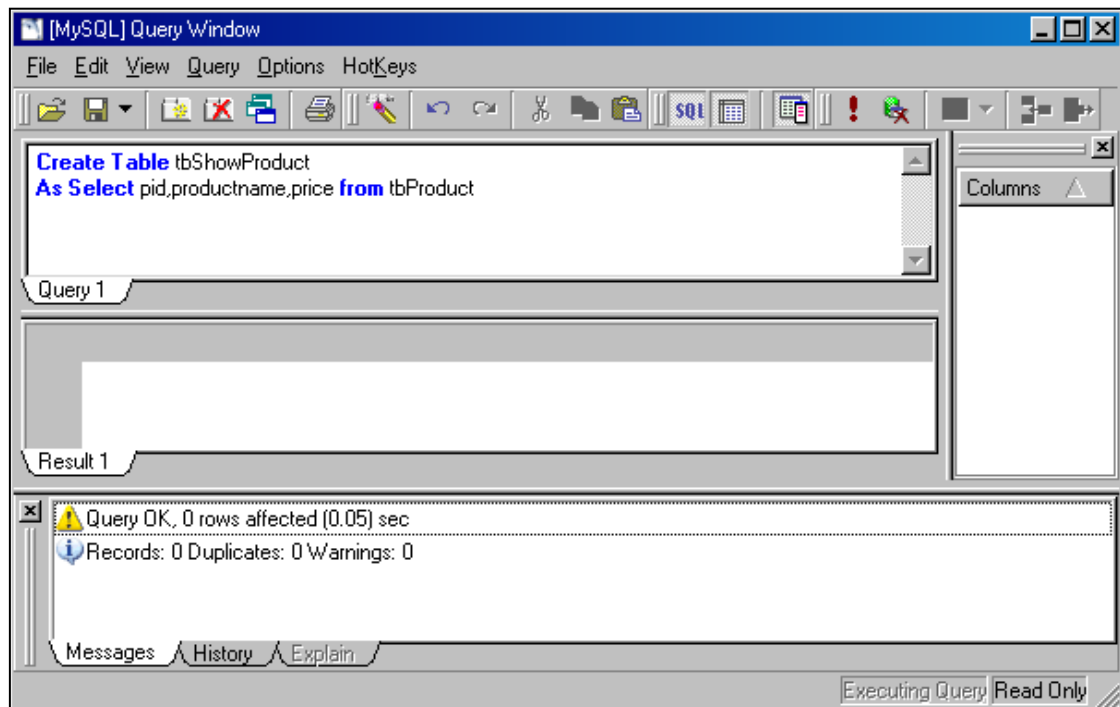 [MySQL] Query Window
File Edit View Query Options HotKeys
SQL
Create Table tbShowProduct
As Select pid,productname,price from tbProduct
Columns
Query 1
Result 1
Query OK, 0 rows affected (0.05) sec
Records: 0 Duplicates: 0 Warnings: 0
Messages History Explain
Executing Query Read Only